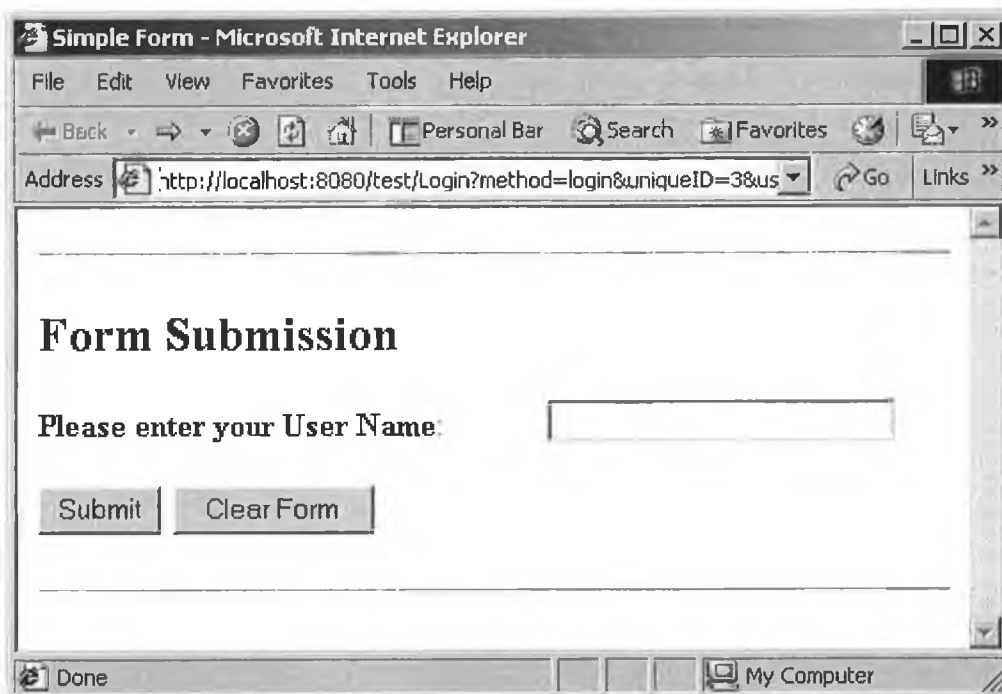 Simple Form - Microsoft Internet Explorer
File Edit View Favorites Tools Help
Back Personal Bar Search Favorites »
Address http://localhost:8080/test/Login?method=login&uniqueID=3&us Go Links »
Form Submission
Please enter your User Name:
Submit Clear Form
Done My Computer